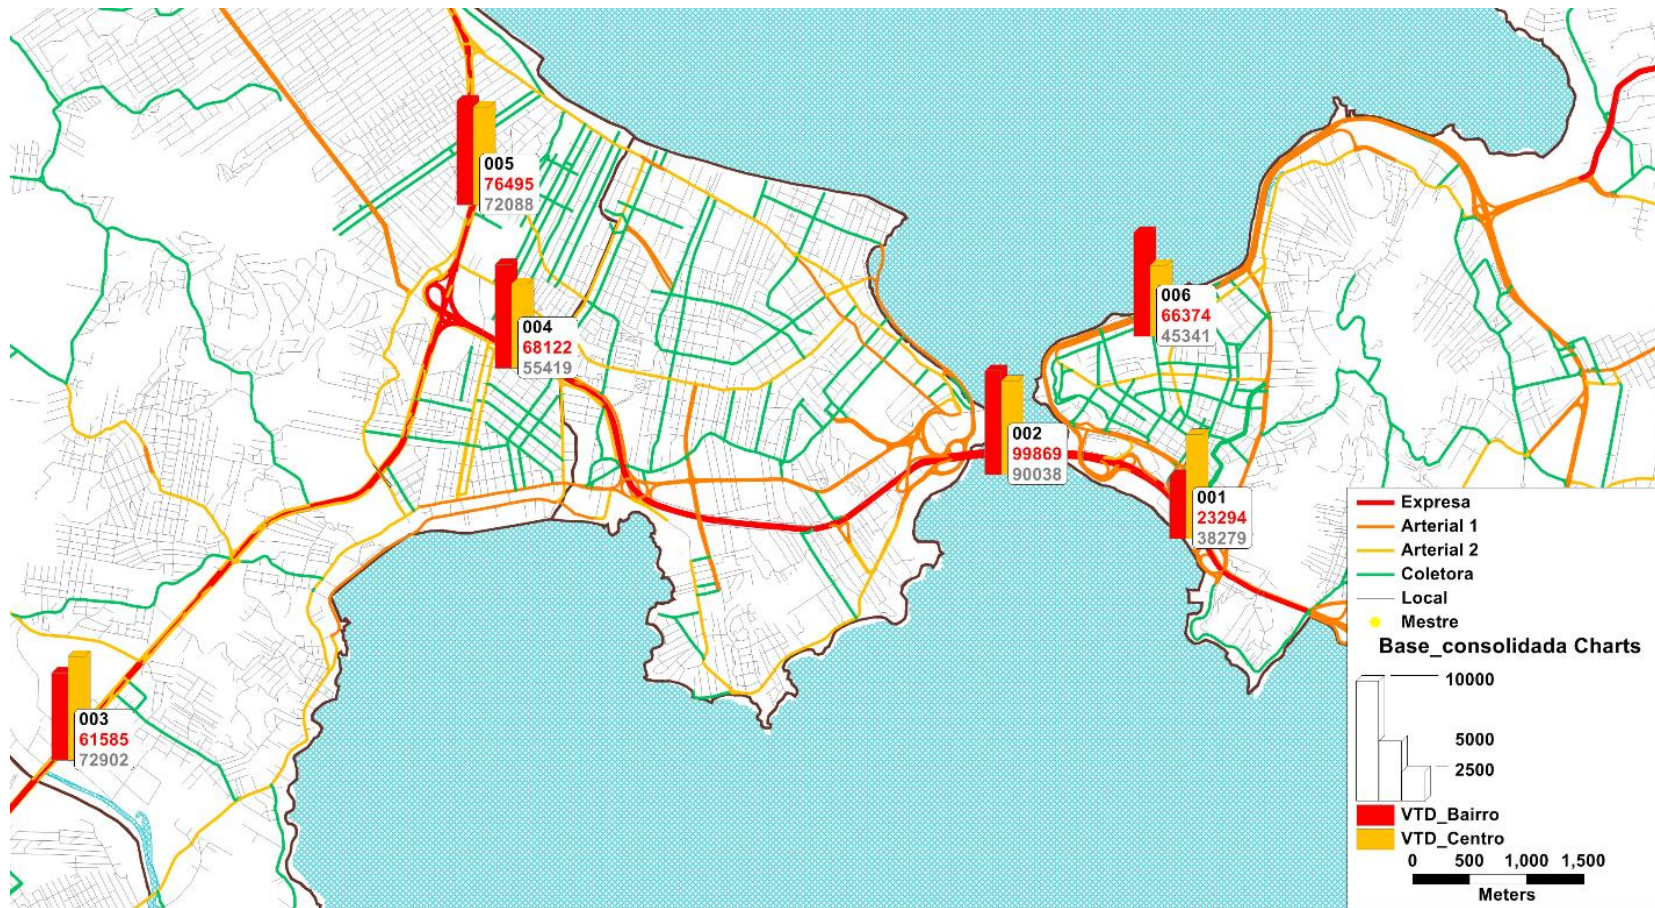 005
76495
72088
004
68122
55419
006
66374
45341
002
99869
90038
001
23294
38279
003
61585
72902
Expresa
Arterial 1
Arterial 2
Coletora
Local
Mestre
Base_consolidada Charts
10000
5000
2500
VTD_Bairro
VTD_Centro
0 500 1,000 1,500
Meters